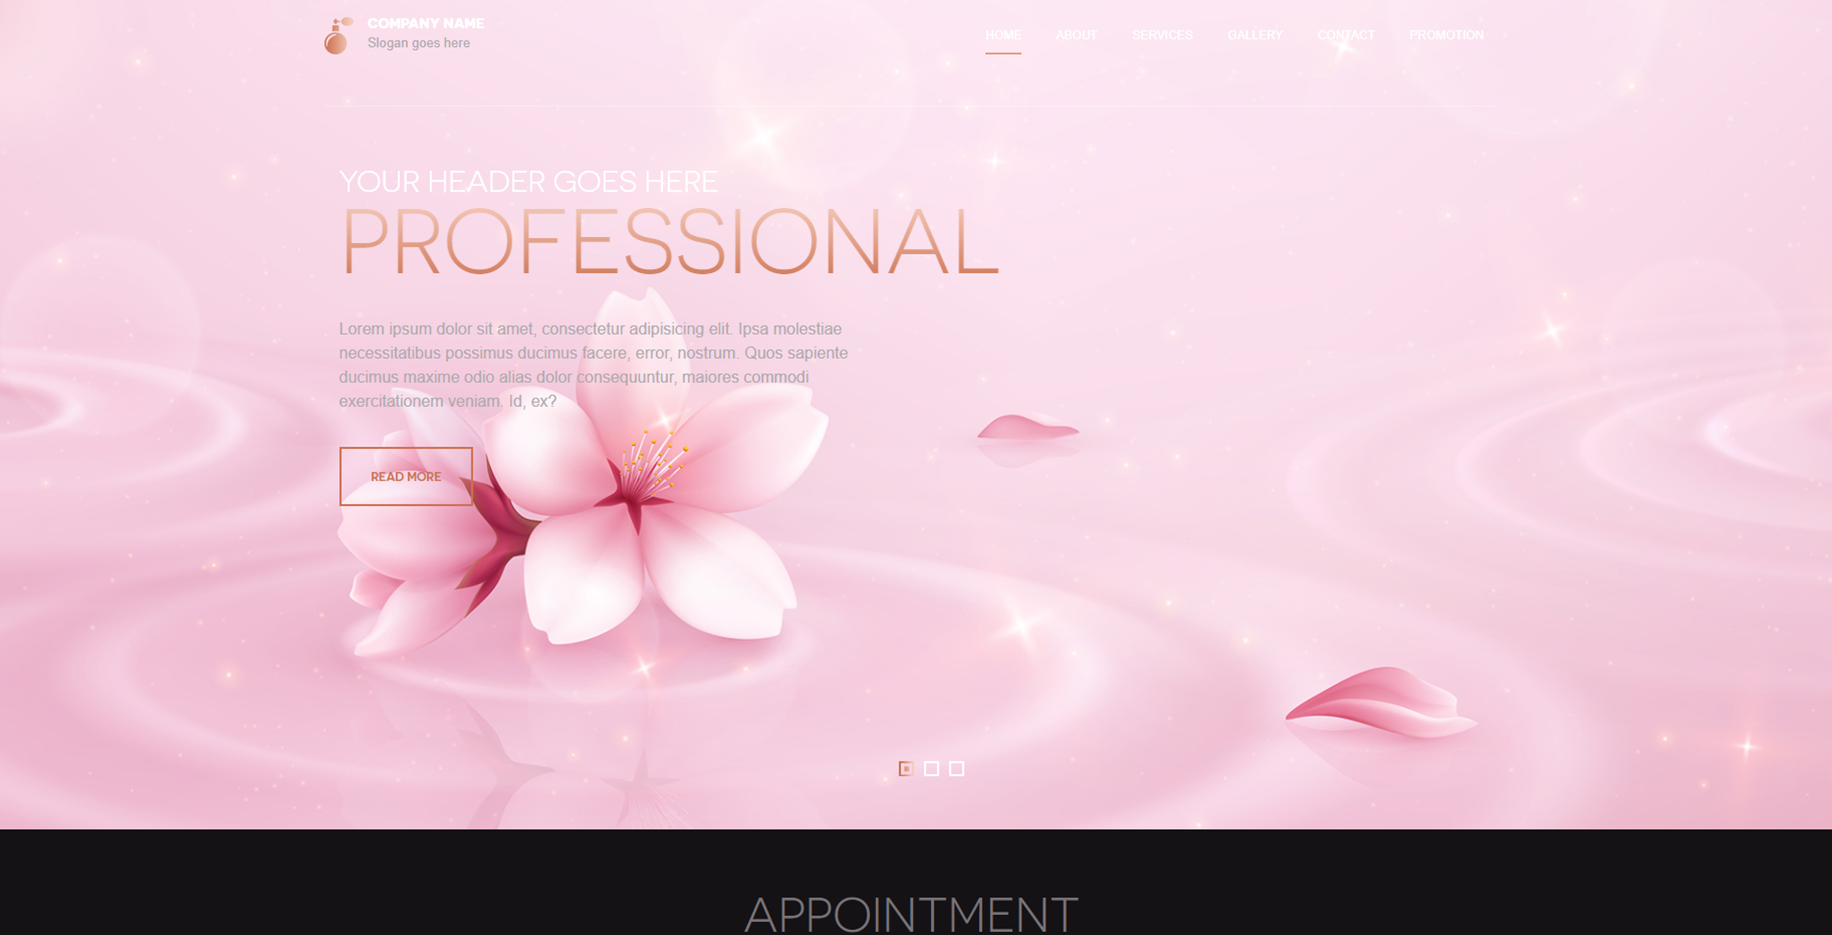 COMPANY NAME
Slogan goes here
HOME ABOUT SERVICES GALLERY CONTACT PROMOTION
YOUR HEADER GOES HERE
PROFESSIONAL
Lorem ipsum dolor sit amet, consectetur adipisicing elit. Ipsa molestiae
necessitatibus possimus ducimus facere, error, nostrum. Quos sapiente
ducimus maxime odio alias dolor consequuntur, maiores commodi
exercitationem veniam. Id, ex?
READ MORE
APPOINTMENT